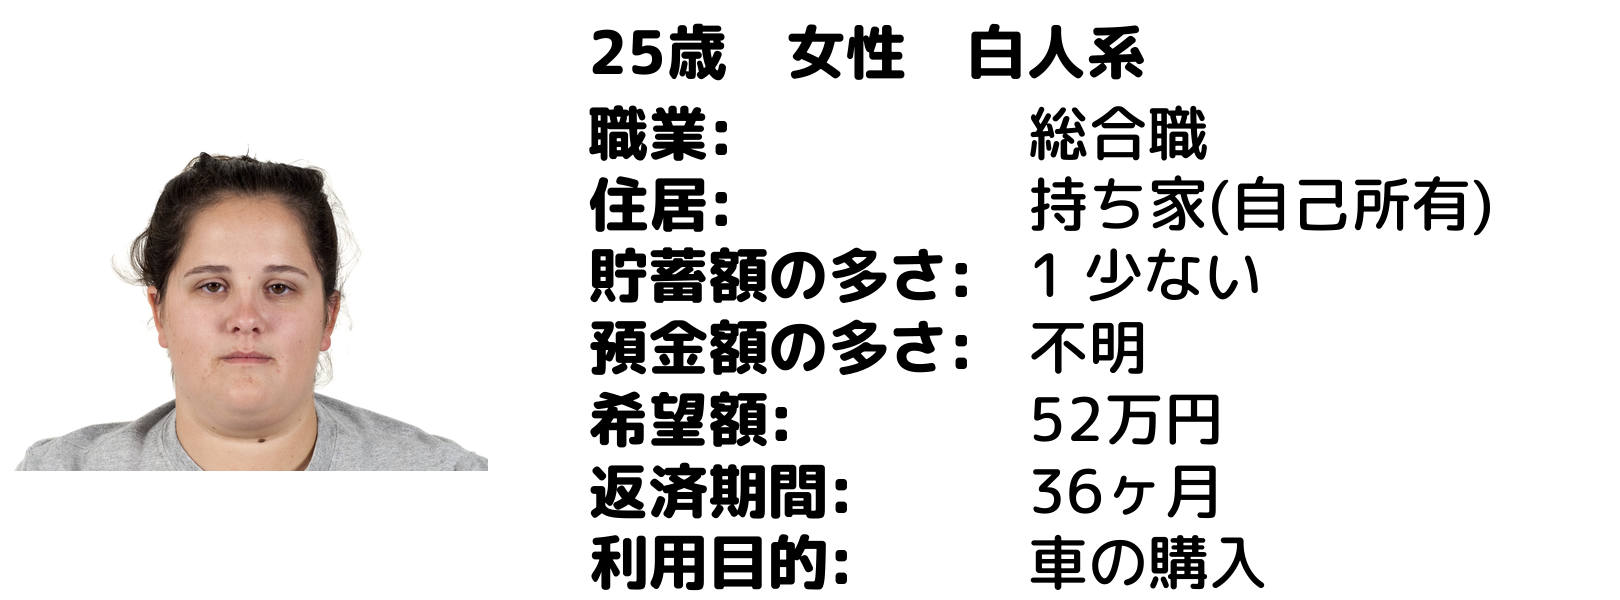 25歳　女性　白人系
職業:　総合職
住居:　持ち家(自己所有)
貯蓄額の多さ:　1 少ない
預金額の多さ:　不明
希望額:　52万円
返済期間:　36ヶ月
利用目的:　車の購入